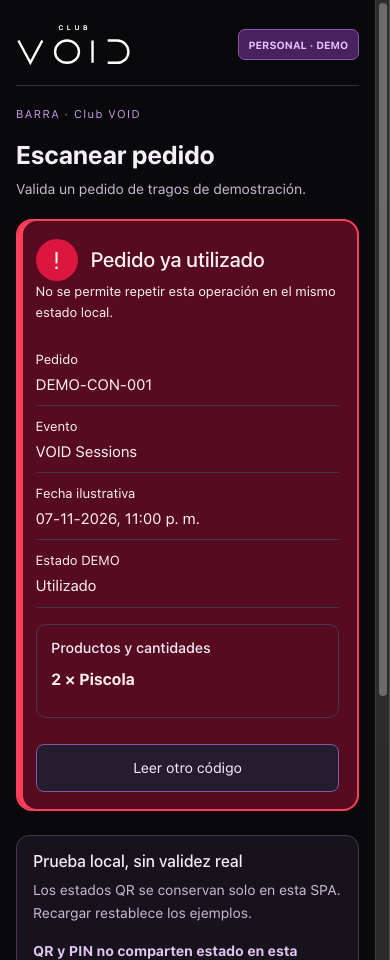 CLUB
VOID
PERSONAL · DEMO
BARRA · Club VOID
Escanear pedido
Valida un pedido de tragos de demostración.
!
Pedido ya utilizado
No se permite repetir esta operación en el mismo
estado local.
Pedido
DEMO-CON-001
Evento
VOID Sessions
Fecha ilustrativa
07-11-2026, 11:00 p. m.
Estado DEMO
Utilizado
Productos y cantidades
2 × Piscola
Leer otro código
Prueba local, sin validez real
Los estados QR se conservan solo en esta SPA.
Recargar restablece los ejemplos.
QR y PIN no comparten estado en esta